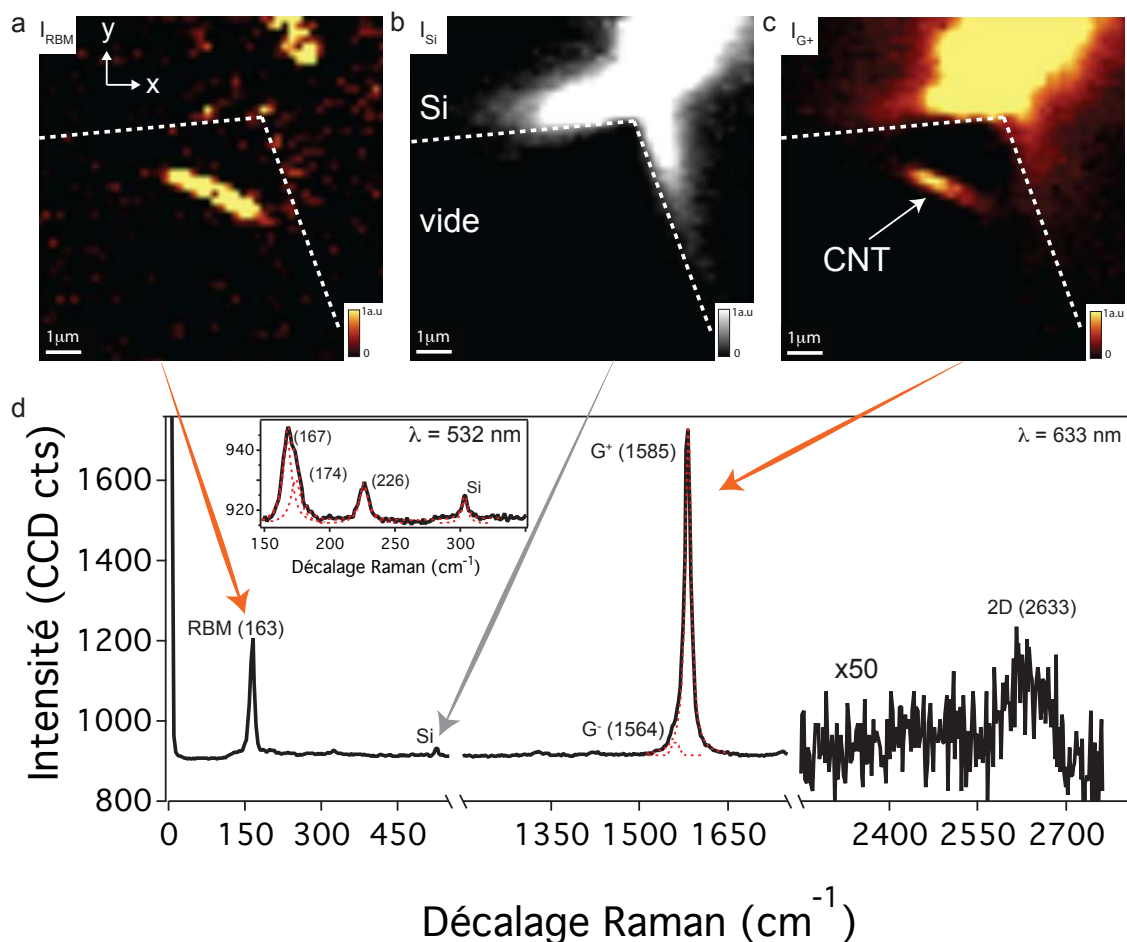 a
I_RBM
y
x
1μm
1a.u
0
b
I_Si
Si
vide
1μm
1a.u
0
c
I_G+
CNT
1μm
1a.u
0
d
Intensité (CCD cts)
1600
1400
1200
1000
800
940
920
(167)
(174)
(226)
Si
λ = 532 nm
150 200 250 300
Décalage Raman (cm⁻¹)
RBM (163)
Si
G⁺ (1585)
G⁻ (1564)
λ = 633 nm
2D (2633)
x50
0 150 300 450 1350 1500 1650 2400 2550 2700
Décalage Raman (cm⁻¹)